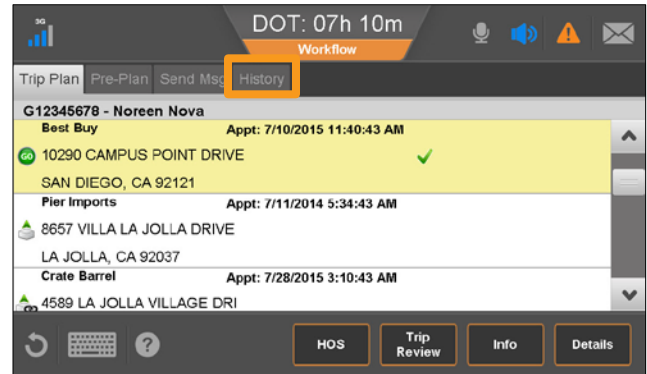 3G
DOT: 07h 10m
Workflow
Trip Plan Pre-Plan Send Msg History
G12345678 - Noreen Nova
Best Buy Appt: 7/10/2015 11:40:43 AM
GO 10290 CAMPUS POINT DRIVE
SAN DIEGO, CA 92121
Pier Imports Appt: 7/11/2014 5:34:43 AM
8657 VILLA LA JOLLA DRIVE
LA JOLLA, CA 92037
Crate Barrel Appt: 7/28/2015 3:10:43 AM
4589 LA JOLLA VILLAGE DRI
? HOS Trip Review Info Details